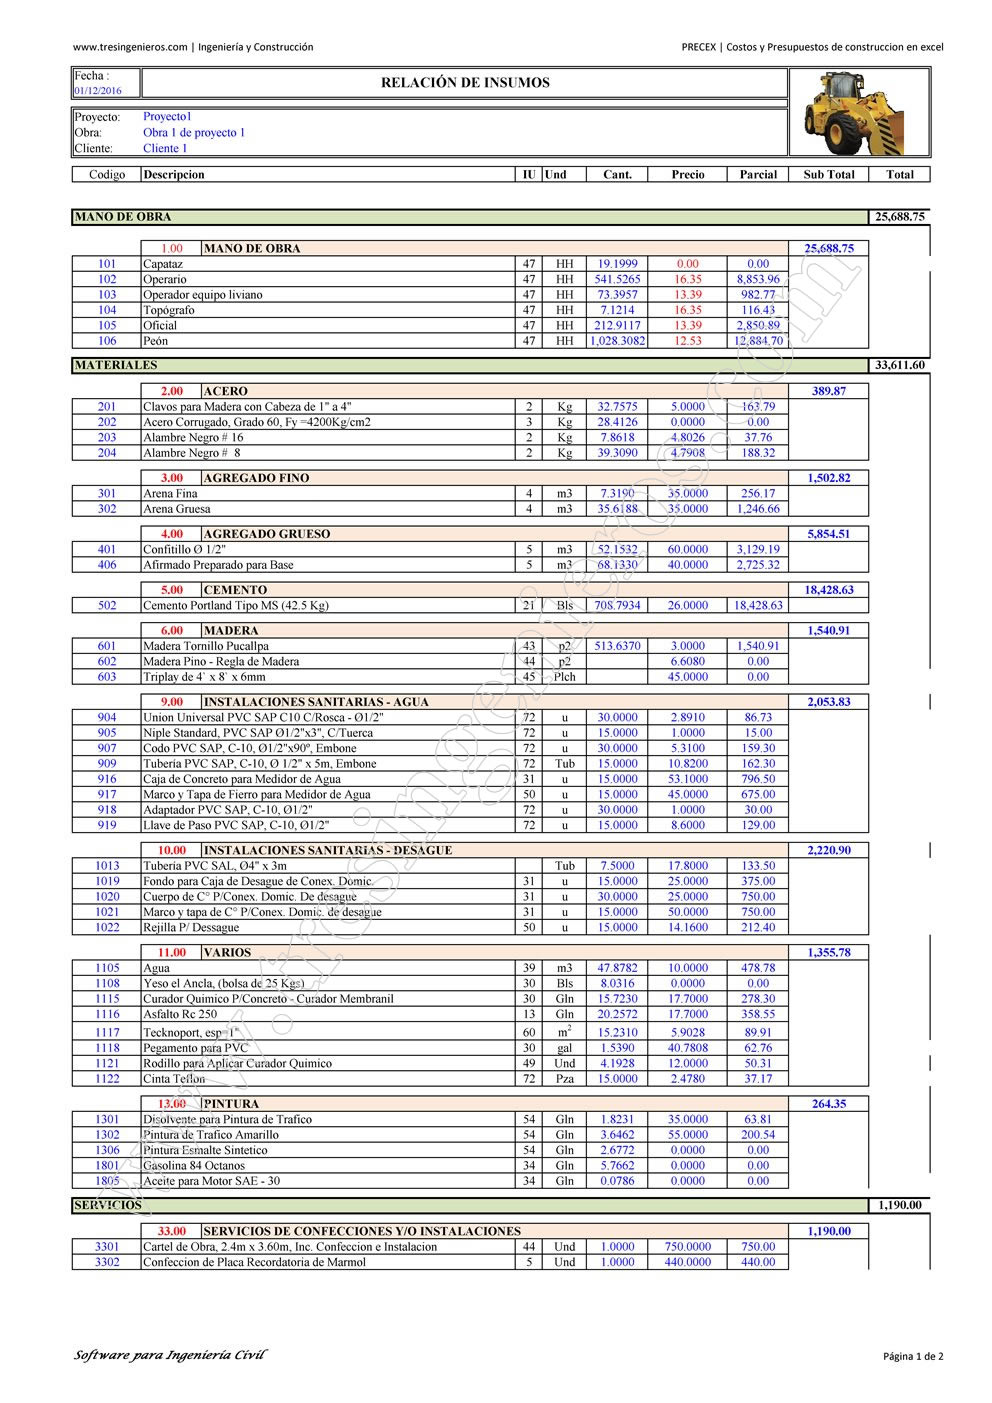 www.tresingenieros.com | Ingeniería y Construcción PRECEX | Costos y Presupuestos de construccion en excel
Fecha :
01/12/2016
RELACIÓN DE INSUMOS
Proyecto: Proyecto1
Obra: Obra 1 de proyecto 1
Cliente: Cliente 1
Codigo Descripcion IU Und Cant. Precio Parcial Sub Total Total
MANO DE OBRA 25,688.75
1.00 MANO DE OBRA 25,688.75
101 Capataz 47 HH 19.1999 0.00 0.00
102 Operario 47 HH 541.5265 16.35 8,853.96
103 Operador equipo liviano 47 HH 73.3957 13.39 982.77
104 Topógrafo 47 HH 7.1214 16.35 116.43
105 Oficial 47 HH 212.9117 13.39 2,850.89
106 Peón 47 HH 1,028.3082 12.53 12,884.70
MATERIALES 33,611.60
2.00 ACERO 389.87
201 Clavos para Madera con Cabeza de 1" a 4" 2 Kg 32.7575 5.0000 163.79
202 Acero Corrugado, Grado 60, Fy =4200Kg/cm2 3 Kg 28.4126 0.0000 0.00
203 Alambre Negro # 16 2 Kg 7.8618 4.8026 37.76
204 Alambre Negro # 8 2 Kg 39.3090 4.7908 188.32
3.00 AGREGADO FINO 1,502.82
301 Arena Fina 4 m3 7.3190 35.0000 256.17
302 Arena Gruesa 4 m3 35.6188 35.0000 1,246.66
4.00 AGREGADO GRUESO 5,854.51
401 Confitillo Ø 1/2" 5 m3 52.1532 60.0000 3,129.19
406 Afirmado Preparado para Base 5 m3 68.1330 40.0000 2,725.32
5.00 CEMENTO 18,428.63
502 Cemento Portland Tipo MS (42.5 Kg) 21 Bls 708.7934 26.0000 18,428.63
6.00 MADERA 1,540.91
601 Madera Tornillo Pucallpa 43 p2 513.6370 3.0000 1,540.91
602 Madera Pino - Regla de Madera 44 p2 6.6080 0.00
603 Triplay de 4` x 8` x 6mm 45 Plch 45.0000 0.00
9.00 INSTALACIONES SANITARIAS - AGUA 2,053.83
904 Union Universal PVC SAP C10 C/Rosca - Ø1/2" 72 u 30.0000 2.8910 86.73
905 Niple Standard, PVC SAP Ø1/2"x3", C/Tuerca 72 u 15.0000 1.0000 15.00
907 Codo PVC SAP, C-10, Ø1/2"x90º, Embone 72 u 30.0000 5.3100 159.30
909 Tubería PVC SAP, C-10, Ø 1/2" x 5m, Embone 72 Tub 15.0000 10.8200 162.30
916 Caja de Concreto para Medidor de Agua 31 u 15.0000 53.1000 796.50
917 Marco y Tapa de Fierro para Medidor de Agua 50 u 15.0000 45.0000 675.00
918 Adaptador PVC SAP, C-10, Ø1/2" 72 u 30.0000 1.0000 30.00
919 Llave de Paso PVC SAP, C-10, Ø1/2" 72 u 15.0000 8.6000 129.00
10.00 INSTALACIONES SANITARIAS - DESAGUE 2,220.90
1013 Tubería PVC SAL, Ø4" x 3m Tub 7.5000 17.8000 133.50
1019 Fondo para Caja de Desague de Conex. Domic. 31 u 15.0000 25.0000 375.00
1020 Cuerpo de C° P/Conex. Domic. De desague 31 u 30.0000 25.0000 750.00
1021 Marco y tapa de C° P/Conex. Domic. de desague 31 u 15.0000 50.0000 750.00
1022 Rejilla P/ Dessague 50 u 15.0000 14.1600 212.40
11.00 VARIOS 1,355.78
1105 Agua 39 m3 47.8782 10.0000 478.78
1108 Yeso el Ancla, (bolsa de 25 Kgs) 30 Bls 8.0316 0.0000 0.00
1115 Curador Quimico P/Concreto - Curador Membranil 30 Gln 15.7230 17.7000 278.30
1116 Asfalto Rc 250 13 Gln 20.2572 17.7000 358.55
1117 Tecknoport, esp=1" 60 m² 15.2310 5.9028 89.91
1118 Pegamento para PVC 30 gal 1.5390 40.7808 62.76
1121 Rodillo para Aplicar Curador Quimico 49 Und 4.1928 12.0000 50.31
1122 Cinta Teflon 72 Pza 15.0000 2.4780 37.17
13.00 PINTURA 264.35
1301 Disolvente para Pintura de Trafico 54 Gln 1.8231 35.0000 63.81
1302 Pintura de Trafico Amarillo 54 Gln 3.6462 55.0000 200.54
1306 Pintura Esmalte Sintetico 54 Gln 2.6772 0.0000 0.00
1801 Gasolina 84 Octanos 34 Gln 5.7662 0.0000 0.00
1805 Aceite para Motor SAE - 30 34 Gln 0.0786 0.0000 0.00
SERVICIOS 1,190.00
33.00 SERVICIOS DE CONFECCIONES Y/O INSTALACIONES 1,190.00
3301 Cartel de Obra, 2.4m x 3.60m, Inc. Confeccion e Instalacion 44 Und 1.0000 750.0000 750.00
3302 Confeccion de Placa Recordatoria de Marmol 5 Und 1.0000 440.0000 440.00
www.tresingenieros.com
Software para Ingeniería Civil Página 1 de 2